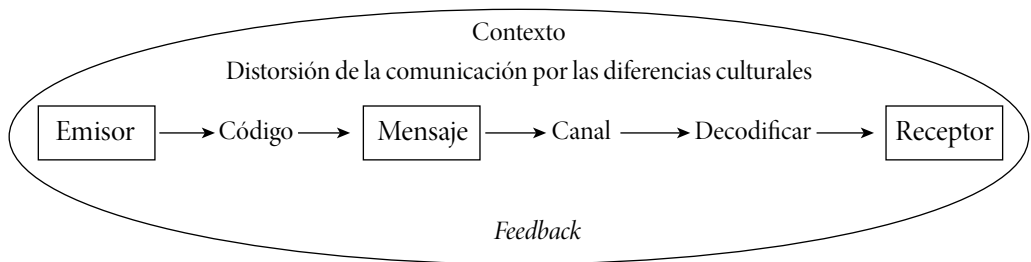 Contexto
Distorsión de la comunicación por las diferencias culturales
Emisor Código Mensaje Canal Decodificar Receptor
Feedback